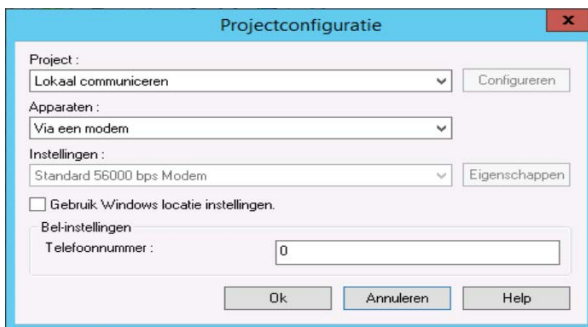 Projectconfiguratie
x
Project :
Lokaal communiceren
Configureren
Apparaten :
Via een modem
Instellingen :
Standard 56000 bps Modem
Eigenschappen
Gebruik Windows locatie instellingen.
Bel-instellingen
Telefoonnummer :
0
Ok
Annuleren
Help